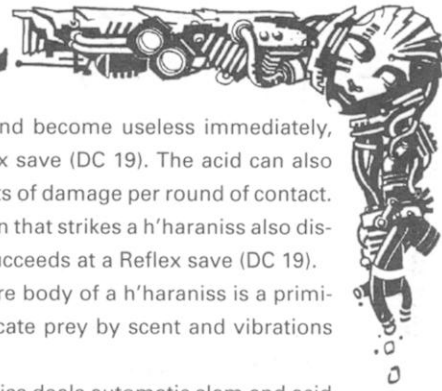 nd become useless immediately,
x save (DC 19). The acid can also
ts of damage per round of contact.
n that strikes a h'haraniss also dis-
ucceeds at a Reflex save (DC 19).
re body of a h'haraniss is a primi-
cate prey by scent and vibrations
iss deals automatic slam and acid